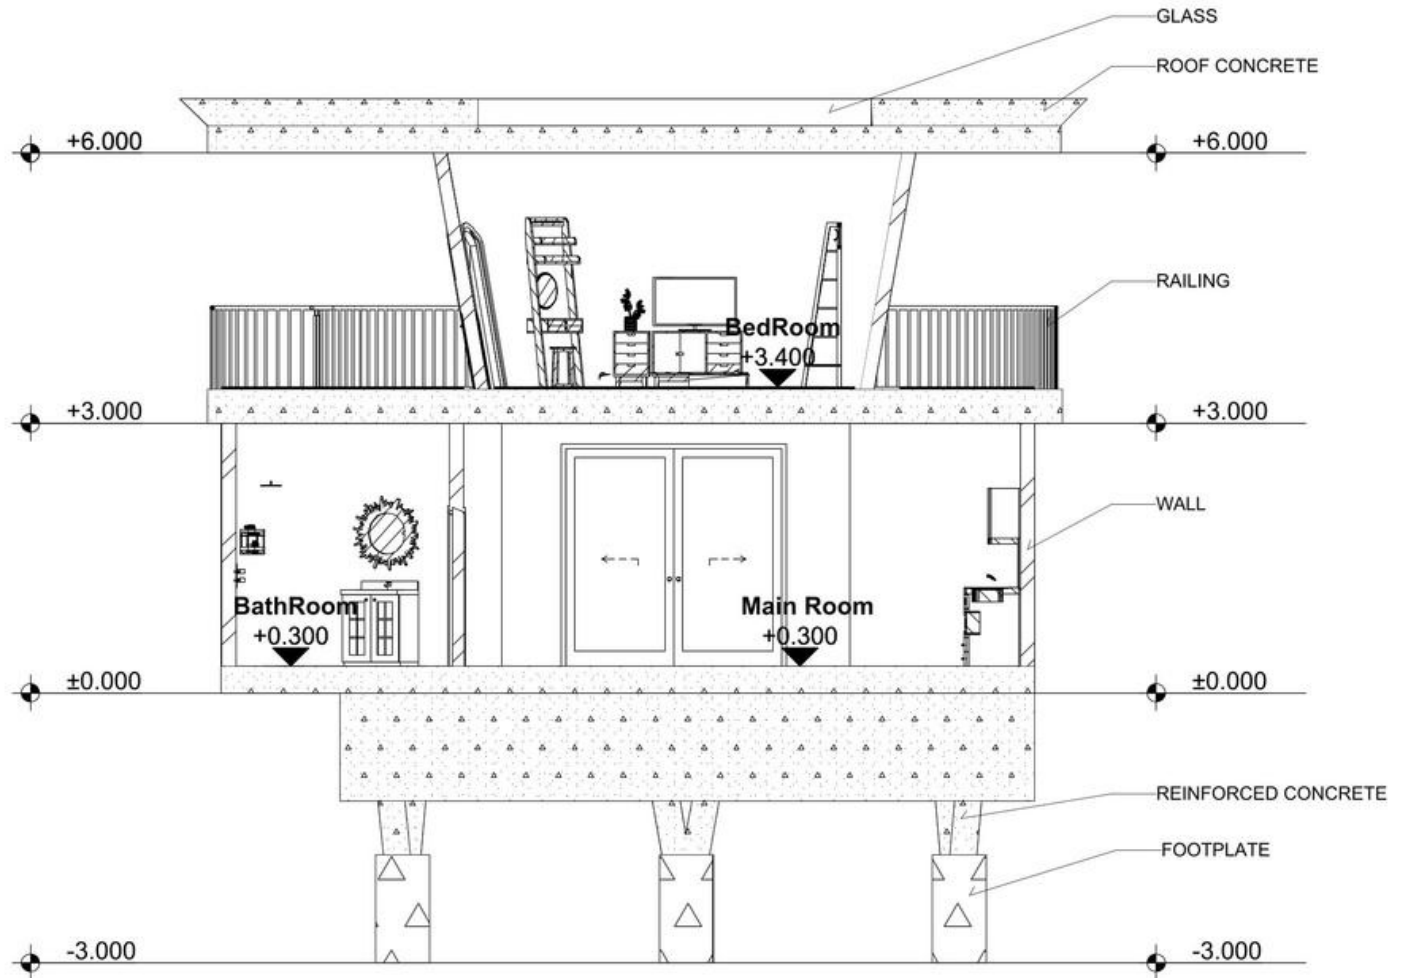 GLASS
ROOF CONCRETE
+6.000
+6.000
RAILING
BedRoom
+3.400
+3.000
+3.000
WALL
BathRoom
+0.300
Main Room
+0.300
±0.000
±0.000
REINFORCED CONCRETE
FOOTPLATE
-3.000
-3.000